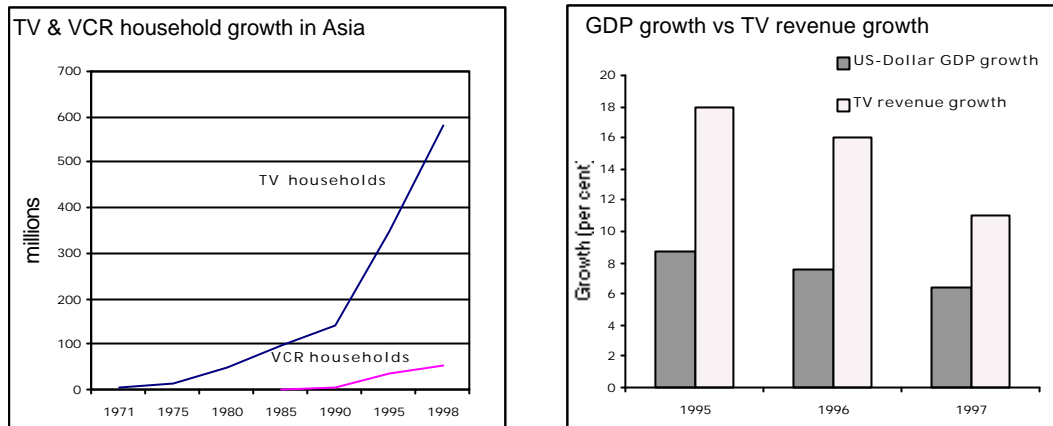 TV & VCR household growth in Asia
700
600
500
400
300
200
100
0
millions
TV households
VCR households
1971 1975 1980 1985 1990 1995 1998
GDP growth vs TV revenue growth
US-Dollar GDP growth
TV revenue growth
20
18
16
14
12
10
8
6
4
2
0
Growth (per cent)
1995 1996 1997